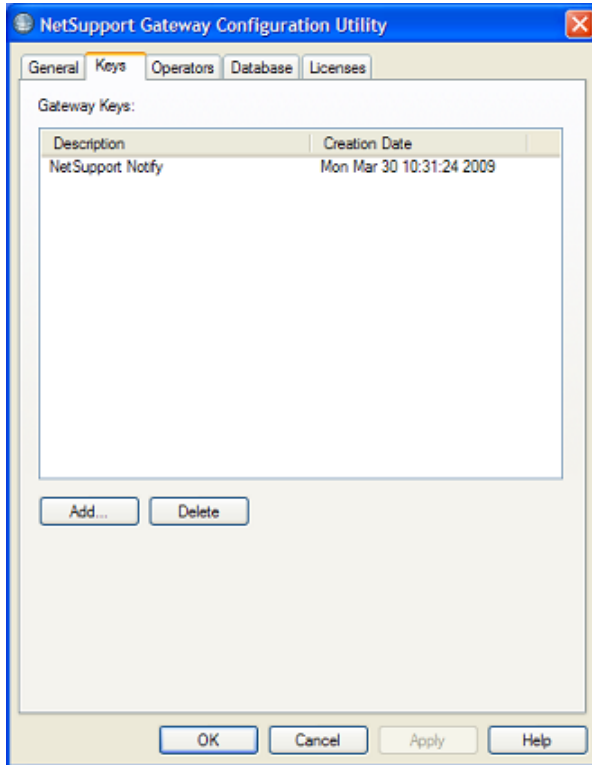 NetSupport Gateway Configuration Utility
General Keys Operators Database Licenses
Gateway Keys:
Description Creation Date
NetSupport Notify Mon Mar 30 10:31:24 2009
Add... Delete
OK Cancel Apply Help